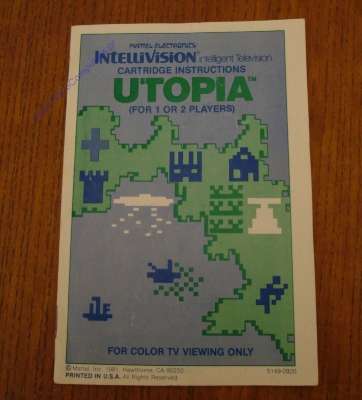 MATTEL ELECTRONICS®
INTELLIVISION® Intelligent Television
CARTRIDGE INSTRUCTIONS
UTOPIA™
(FOR 1 OR 2 PLAYERS)
FOR COLOR TV VIEWING ONLY
© Mattel Inc. 1981. Hawthorne, CA 90250
PRINTED IN U.S.A. All Rights Reserved
5149-0920